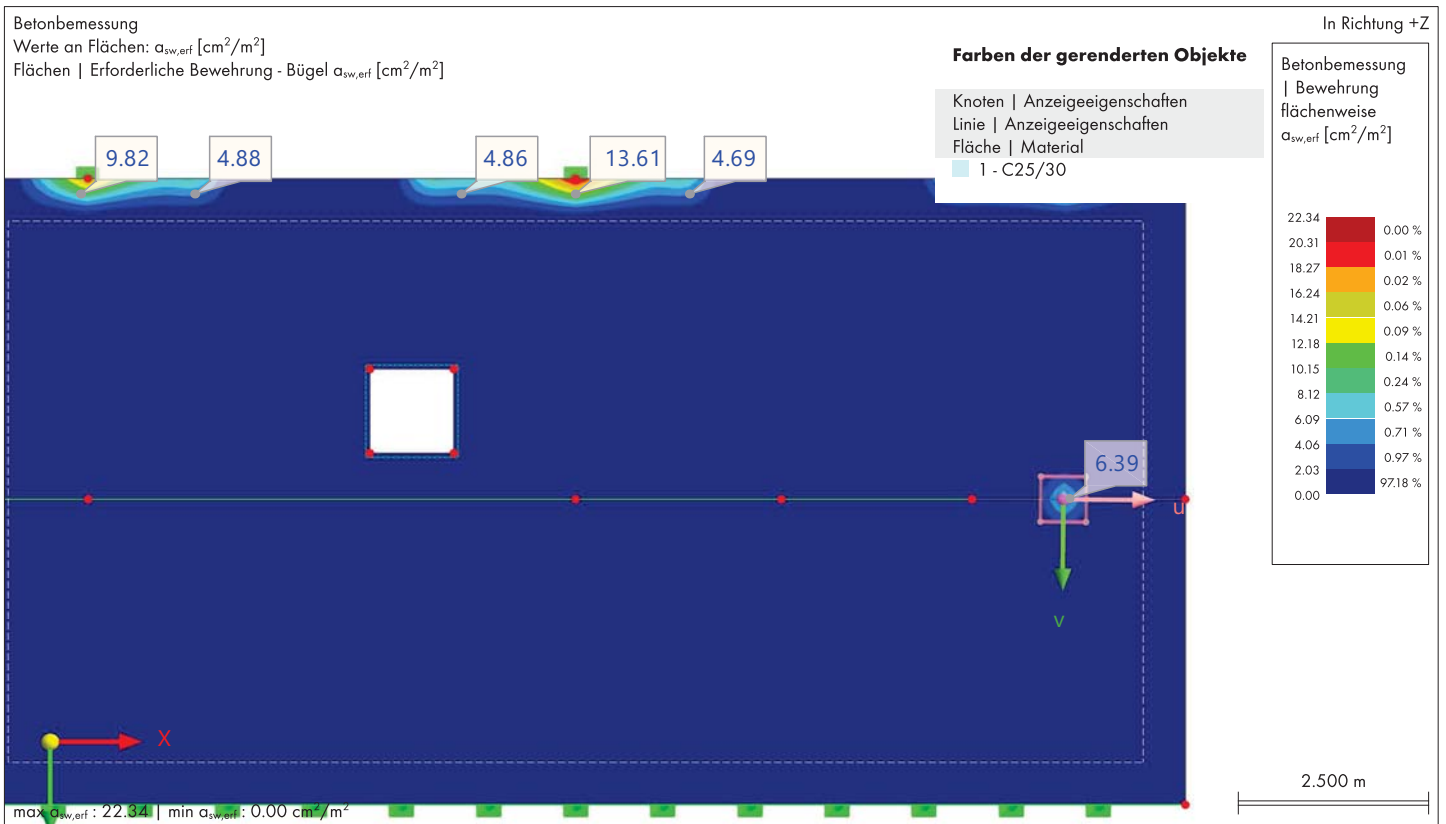 Betonbemessung
Werte an Flächen: asw,erf [cm²/m²]
Flächen | Erforderliche Bewehrung - Bügel asw,erf [cm²/m²]
In Richtung +Z
Farben der gerenderten Objekte
Knoten | Anzeigeeigenschaften
Linie | Anzeigeeigenschaften
Fläche | Material
1 - C25/30
Betonbemessung
| Bewehrung
flächenweise
asw,erf [cm²/m²]
9.82
4.88
4.86
13.61
4.69
22.34
20.31
18.27
16.24
14.21
12.18
10.15
8.12
6.09
4.06
2.03
0.00
0.00 %
0.01 %
0.02 %
0.06 %
0.09 %
0.14 %
0.24 %
0.57 %
0.71 %
0.97 %
97.18 %
6.39
u
v
X
2.500 m
max asw,erf : 22.34 | min asw,erf : 0.00 cm²/m²